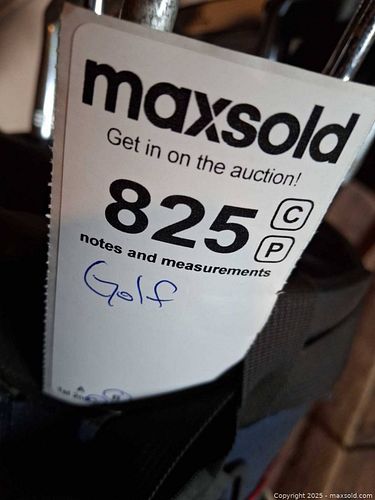 maxsold
Get in on the auction!
825 C
P
notes and measurements
Golf
Copyright 2025 - maxsold.com